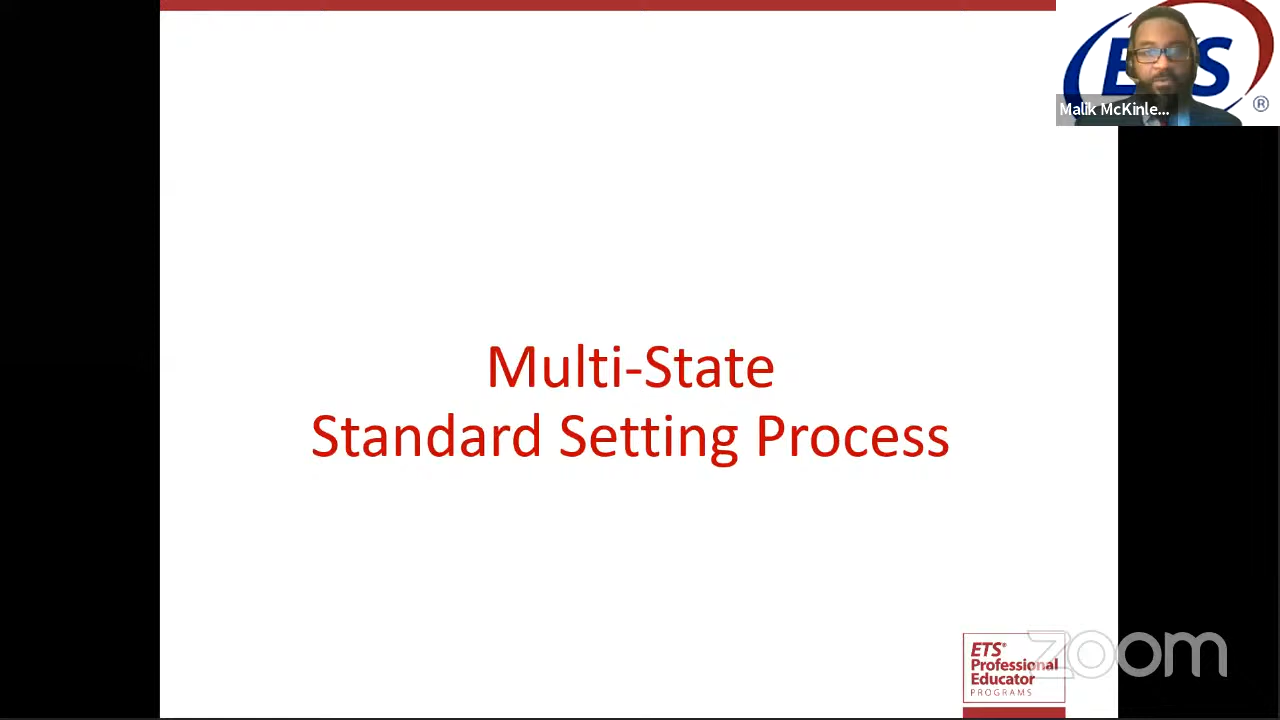 ETS
®
Malik McKinle...
Multi-State
Standard Setting Process
ETS®
Professional
Educator
PROGRAMS
zoom